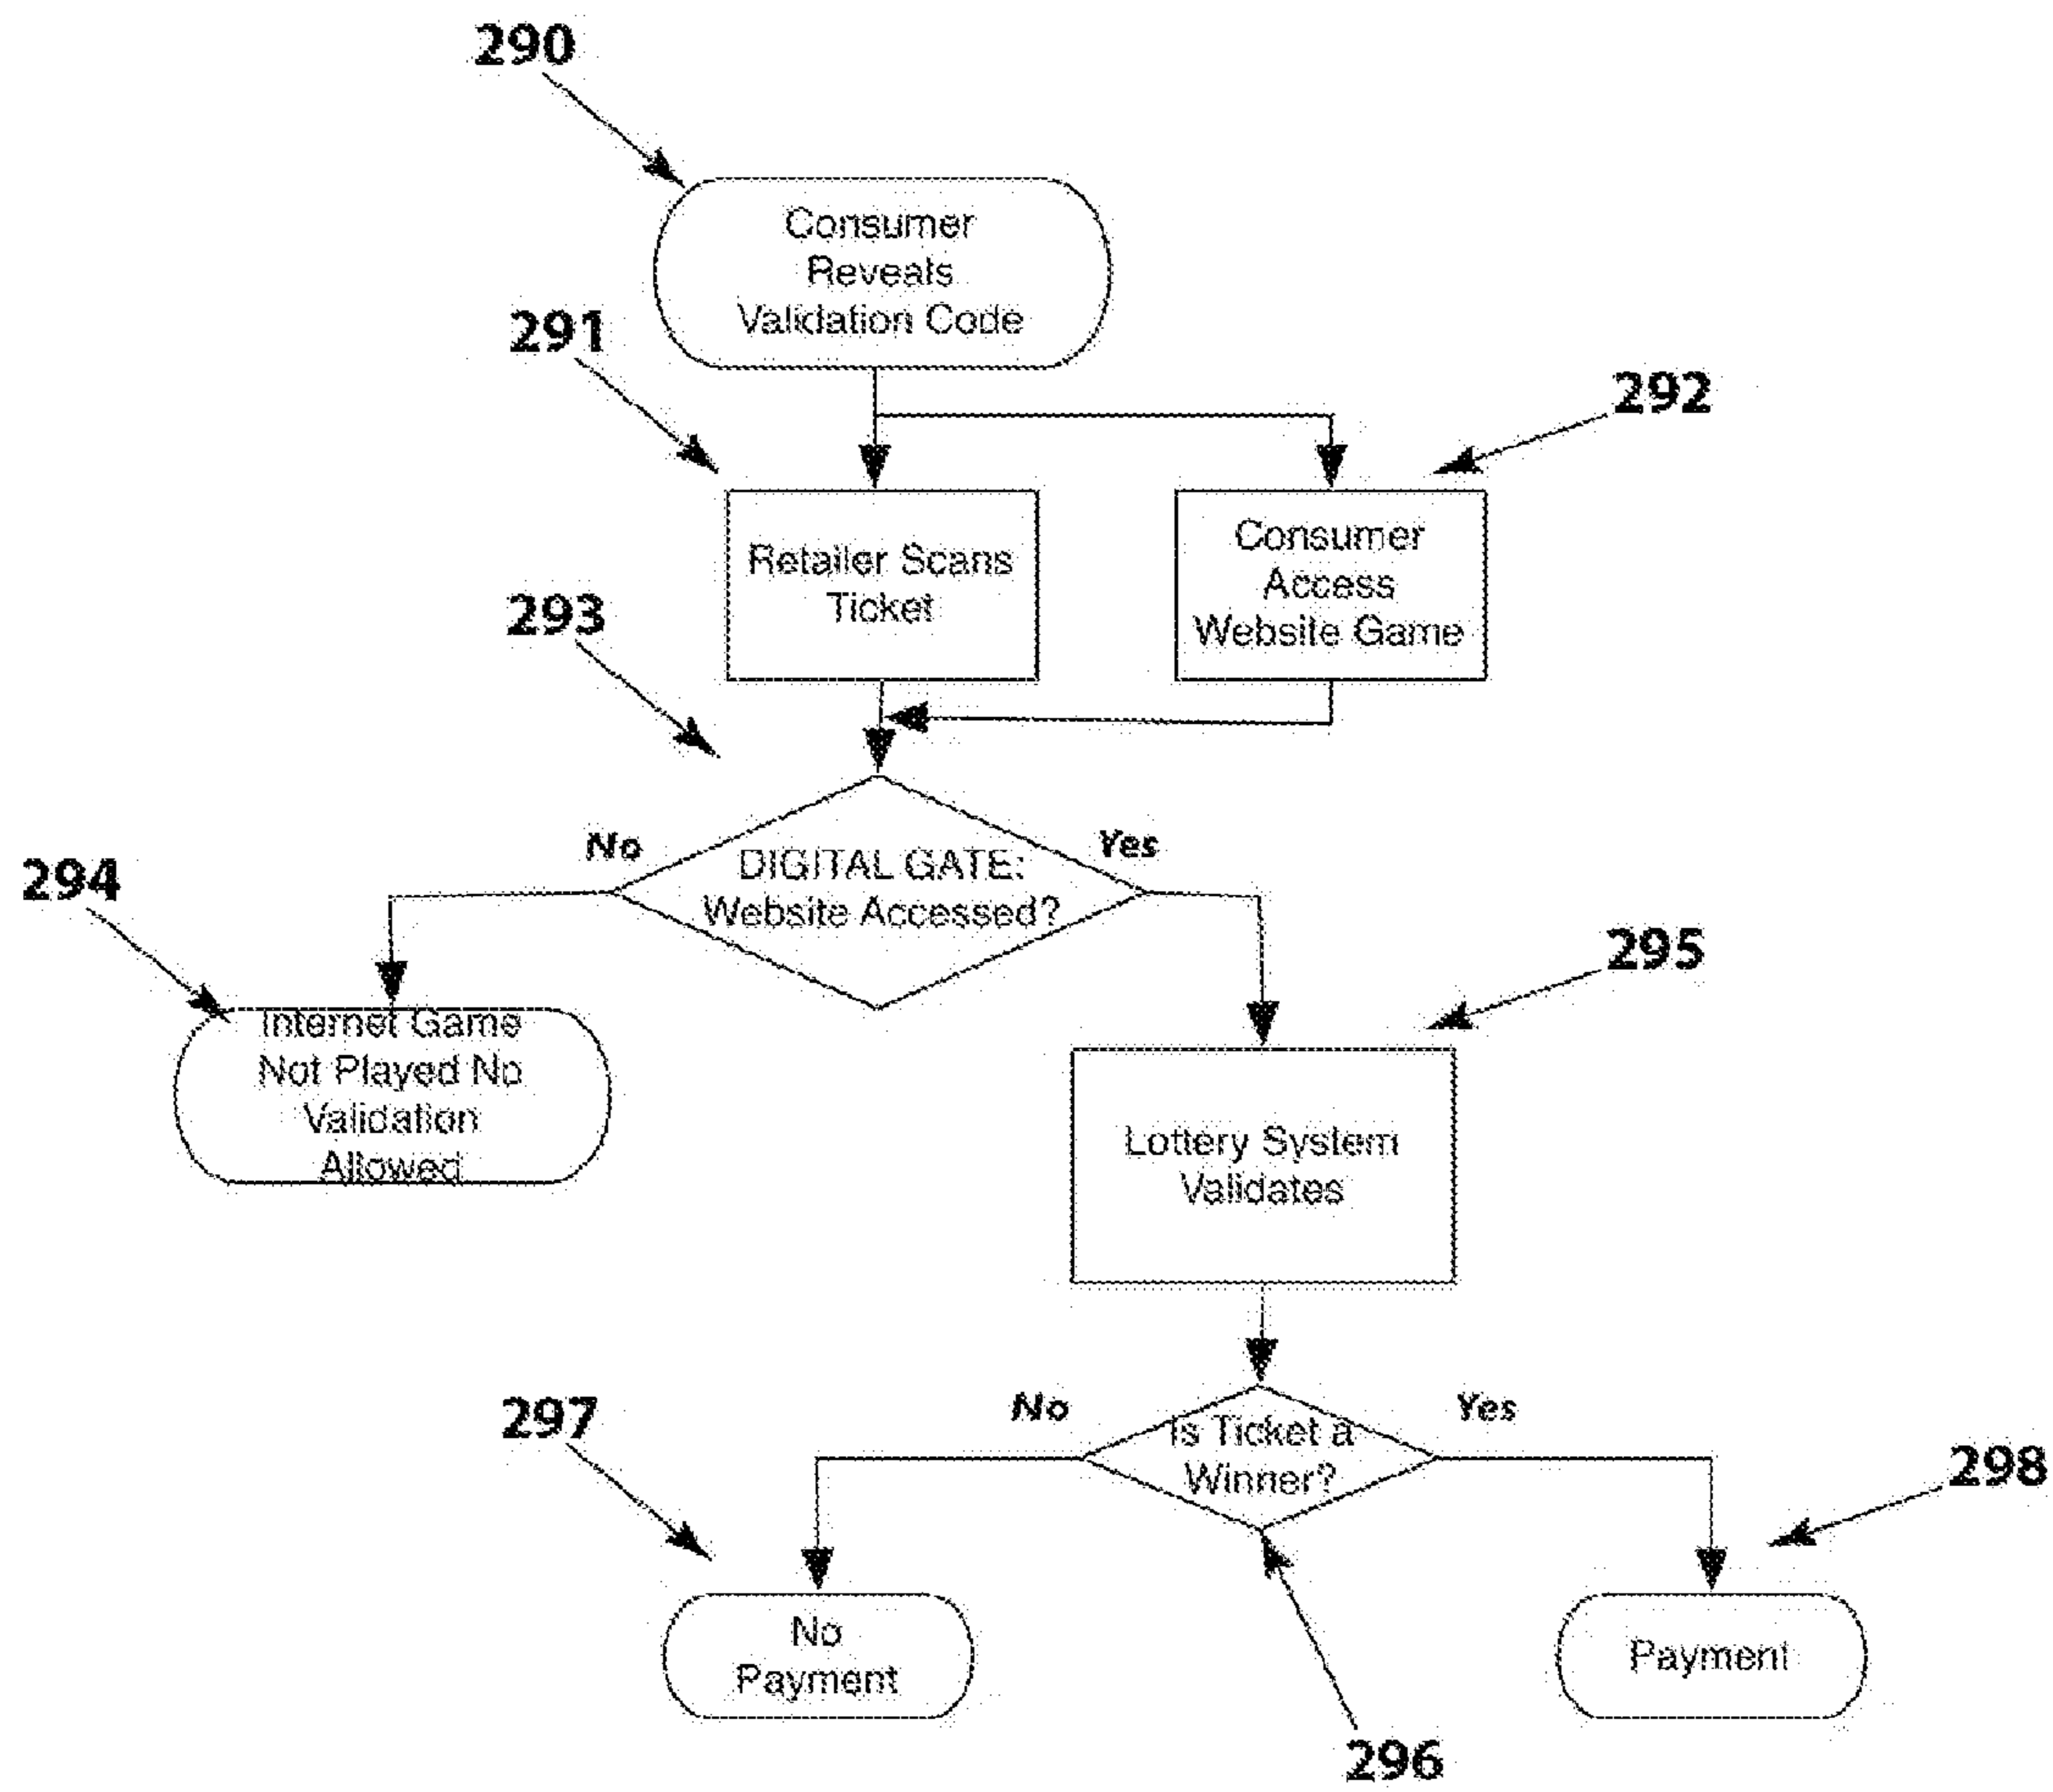 290
Consumer
Reveals
Validation Code
291
292
Retailer Scans
Ticket
Consumer
Access
Website Game
293
No
Yes
DIGITAL GATE:
Website Accessed?
294
295
Internet Game
Not Played No
Validation
Allowed
Lottery System
Validates
297
No
Yes
Is Ticket a
Winner?
298
No
Payment
Payment
296